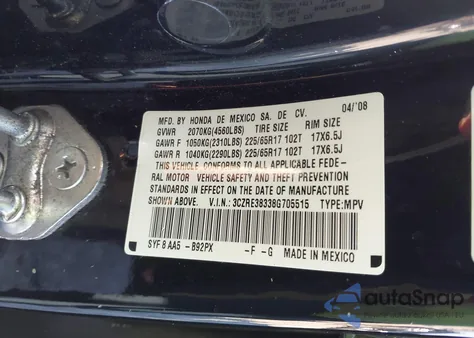 MFD. BY HONDA DE MEXICO SA. DE CV. 04/'08
GVWR 2070KG(4560LBS) TIRE SIZE RIM SIZE
GAWR F 1050KG(2310LBS) 225/65R17 102T 17X6.5J
GAWR R 1040KG(2290LBS) 225/65R17 102T 17X6.5J
THIS VEHICLE CONFORMS TO ALL APPLICABLE FEDE-
RAL MOTOR VEHICLE SAFETY AND THEFT PREVENTION
STANDARDS IN EFFECT ON THE DATE OF MANUFACTURE
SHOWN ABOVE. V.I.N.: 3CZRE38338G705515 TYPE:MPV
SYF8AA5 -B92PX -F -G MADE IN MEXICO
autoSnap